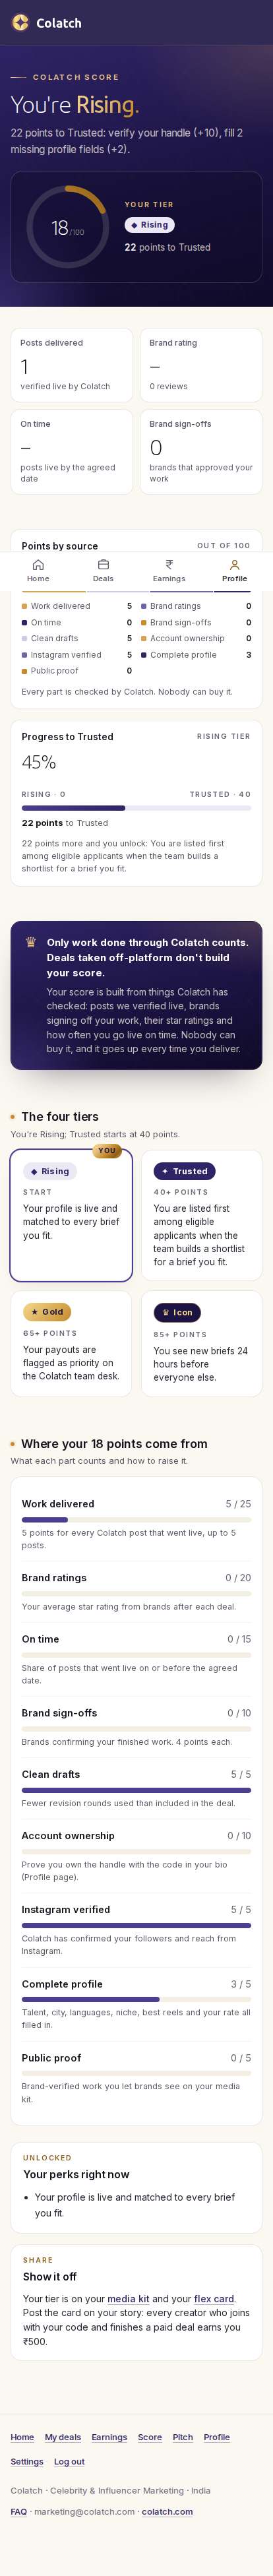 Colatch
COLATCH SCORE
You're Rising.
22 points to Trusted: verify your handle (+10), fill 2
missing profile fields (+2).
18/100
YOUR TIER
◆ Rising
22 points to Trusted
Posts delivered
1
verified live by Colatch
Brand rating
–
0 reviews
On time
–
posts live by the agreed
date
Brand sign-offs
0
brands that approved your
work
Points by source
OUT OF 100
Home
Deals
Earnings
Profile
Work delivered 5
Brand ratings 0
On time 0
Brand sign-offs 0
Clean drafts 5
Account ownership 0
Instagram verified 5
Complete profile 3
Public proof 0
Every part is checked by Colatch. Nobody can buy it.
Progress to Trusted
RISING TIER
45%
RISING · 0
TRUSTED · 40
22 points to Trusted
22 points more and you unlock: You are listed first
among eligible applicants when the team builds a
shortlist for a brief you fit.
Only work done through Colatch counts.
Deals taken off-platform don't build
your score.
Your score is built from things Colatch has
checked: posts we verified live, brands
signing off your work, their star ratings and
how often you go live on time. Nobody can
buy it, and it goes up every time you deliver.
The four tiers
You're Rising; Trusted starts at 40 points.
YOU
◆ Rising
START
Your profile is live and
matched to every brief
you fit.
✦ Trusted
40+ POINTS
You are listed first
among eligible
applicants when the
team builds a shortlist
for a brief you fit.
★ Gold
65+ POINTS
Your payouts are
flagged as priority on
the Colatch team desk.
♛ Icon
85+ POINTS
You see new briefs 24
hours before
everyone else.
Where your 18 points come from
What each part counts and how to raise it.
Work delivered 5 / 25
5 points for every Colatch post that went live, up to 5
posts.
Brand ratings 0 / 20
Your average star rating from brands after each deal.
On time 0 / 15
Share of posts that went live on or before the agreed
date.
Brand sign-offs 0 / 10
Brands confirming your finished work. 4 points each.
Clean drafts 5 / 5
Fewer revision rounds used than included in the deal.
Account ownership 0 / 10
Prove you own the handle with the code in your bio
(Profile page).
Instagram verified 5 / 5
Colatch has confirmed your followers and reach from
Instagram.
Complete profile 3 / 5
Talent, city, languages, niche, best reels and your rate all
filled in.
Public proof 0 / 5
Brand-verified work you let brands see on your media
kit.
UNLOCKED
Your perks right now
• Your profile is live and matched to every brief
you fit.
SHARE
Show it off
Your tier is on your media kit and your flex card.
Post the card on your story: every creator who joins
with your code and finishes a paid deal earns you
₹500.
Home My deals Earnings Score Pitch Profile
Settings Log out
Colatch · Celebrity & Influencer Marketing · India
FAQ · marketing@colatch.com · colatch.com